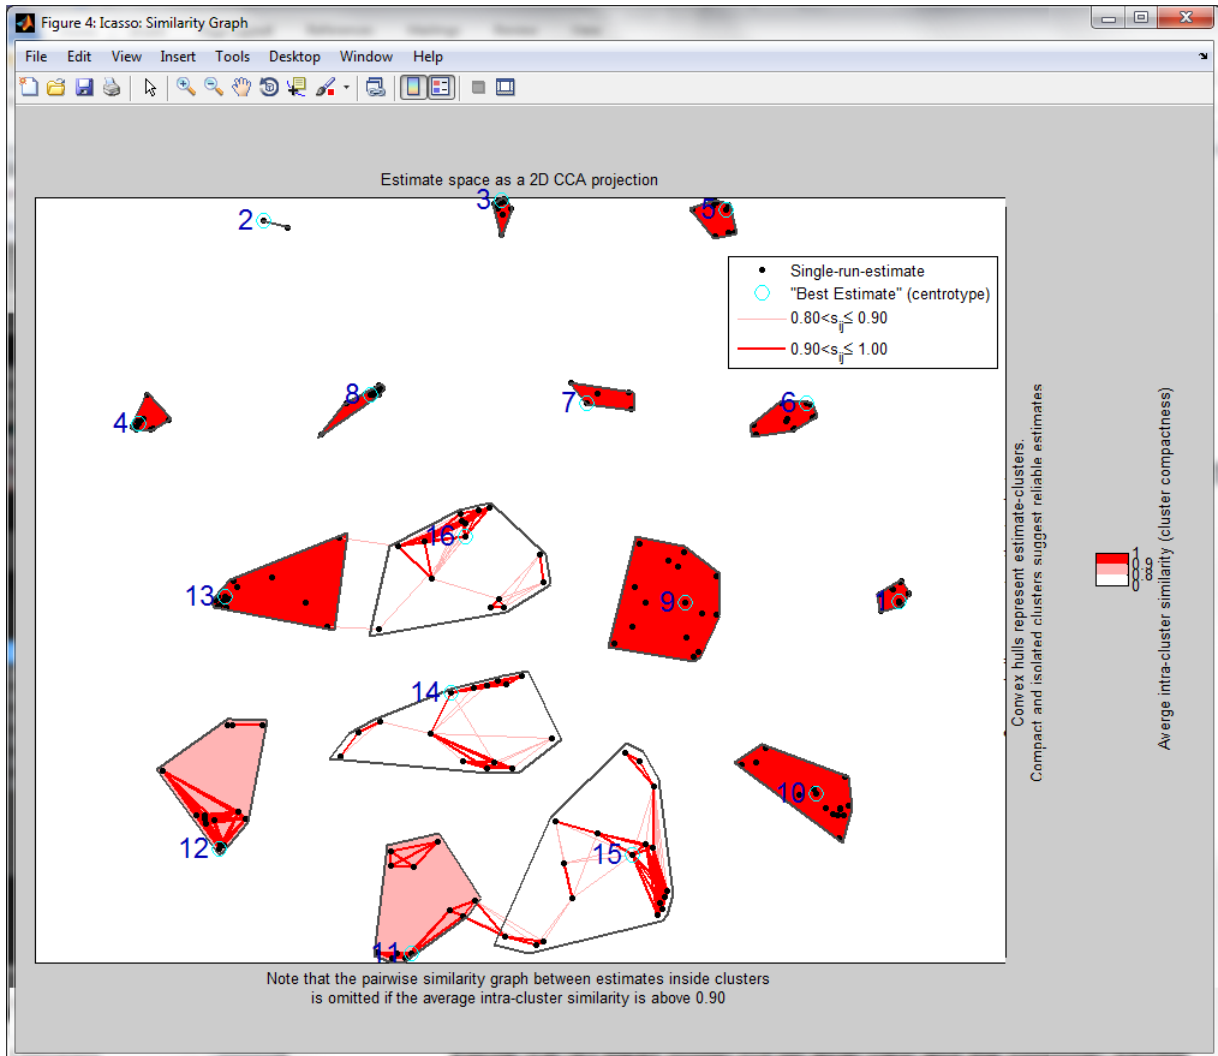 Figure 4: Icasso: Similarity Graph
File Edit View Insert Tools Desktop Window Help
Estimate space as a 2D CCA projection
2
3
5
Single-run-estimate
"Best Estimate" (centrotype)
0.80<s_ij≤ 0.90
0.90<s_ij≤ 1.00
4
8
7
6
16
13
9
1
14
12
15
10
11
Convex hulls represent estimate-clusters.
Compact and isolated clusters suggest reliable estimates
1
0.9
0.8
0
Averge intra-cluster similarity (cluster compactness)
Note that the pairwise similarity graph between estimates inside clusters
is omitted if the average intra-cluster similarity is above 0.90